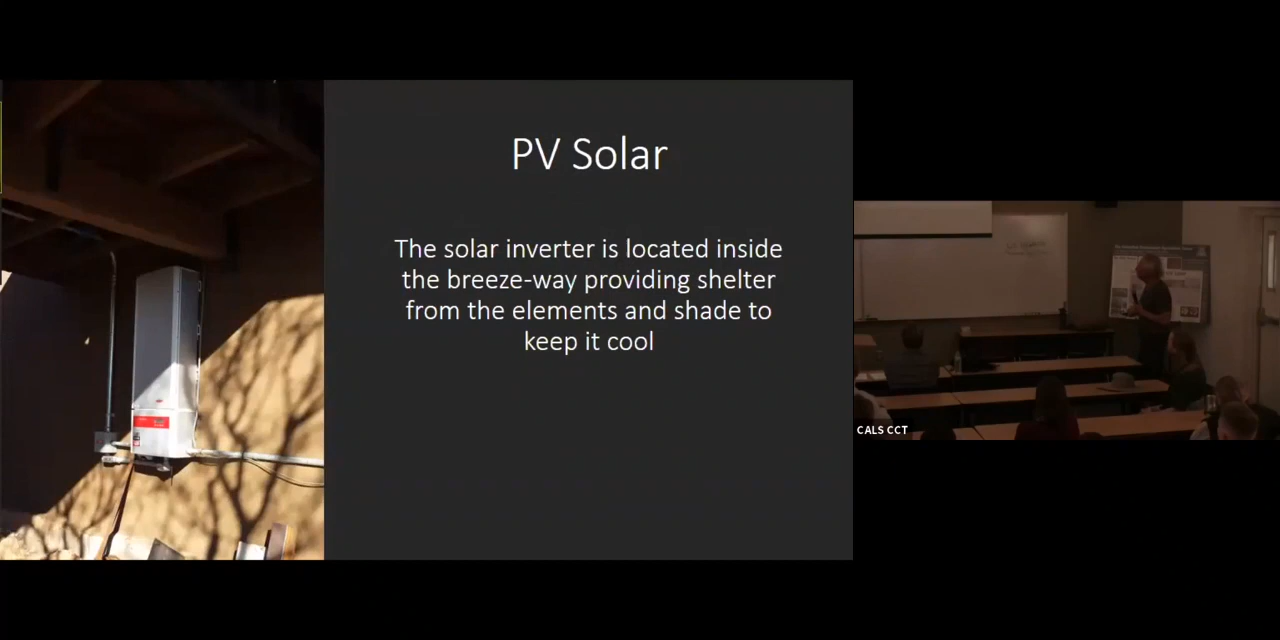 PV Solar
The solar inverter is located inside
the breeze-way providing shelter
from the elements and shade to
keep it cool
CALS CCT